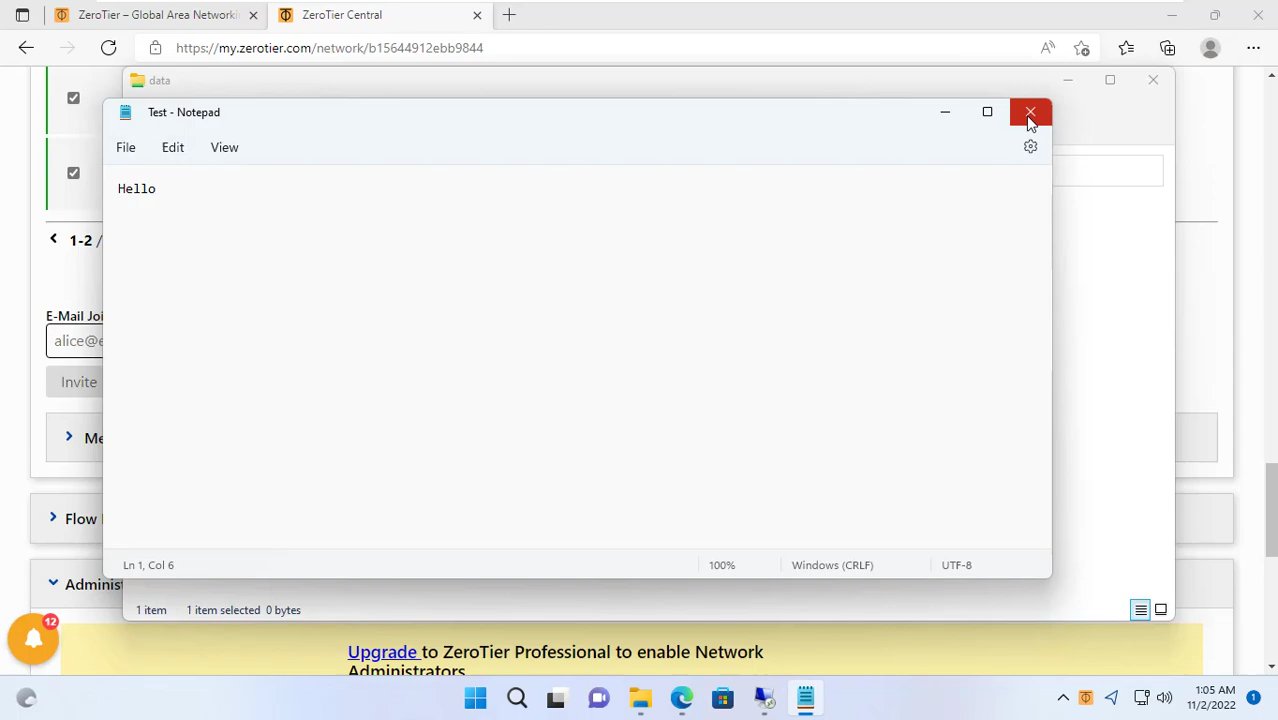 ZeroTier – Global Area Networki
ZeroTier Central
https://my.zerotier.com/network/b15644912ebb9844
data
Test - Notepad
File Edit View
Hello
1-2 /
E-Mail Joi
alice@e
Invite
Me
Flow
Ln 1, Col 6 100% Windows (CRLF) UTF-8
Administ
1 item 1 item selected 0 bytes
12
Upgrade to ZeroTier Professional to enable Network
Administrators
1:05 AM
11/2/2022
1